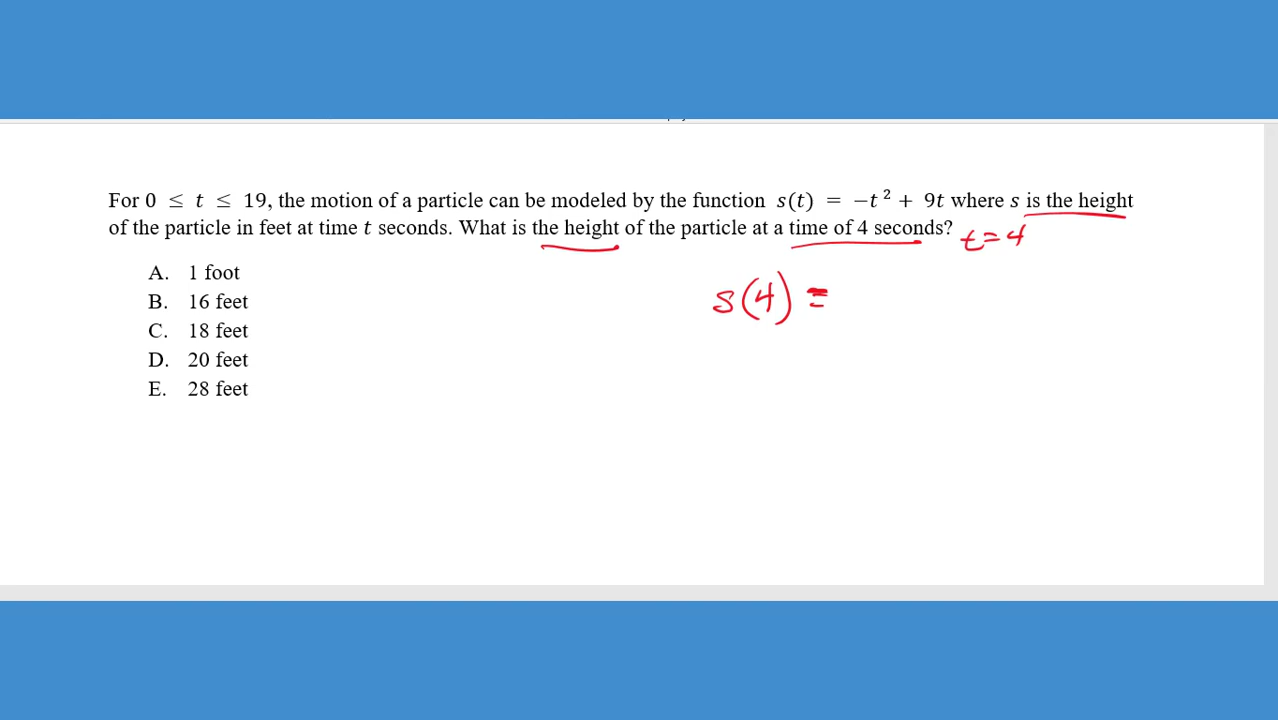 For 0 ≤ t ≤ 19, the motion of a particle can be modeled by the function s(t) = −t² + 9t where s is the height
of the particle in feet at time t seconds. What is the height of the particle at a time of 4 seconds? t=4
A. 1 foot
B. 16 feet
C. 18 feet
D. 20 feet
E. 28 feet
s(4) =